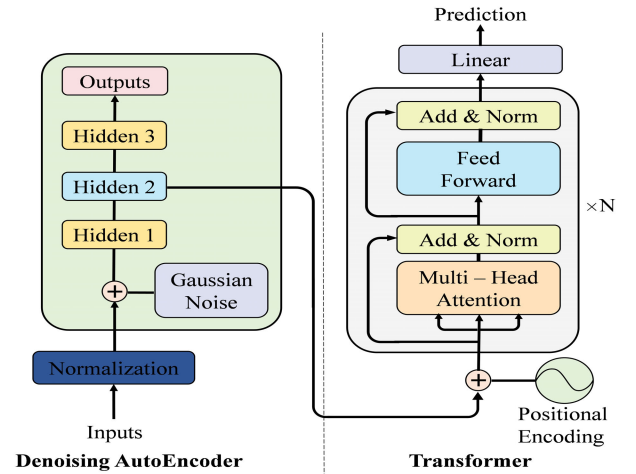 Outputs
Hidden 3
Hidden 2
Hidden 1
Gaussian
Noise
Normalization
Inputs
Denoising AutoEncoder
Prediction
Linear
Add & Norm
Feed
Forward
×N
Add & Norm
Multi – Head
Attention
Positional
Encoding
Transformer